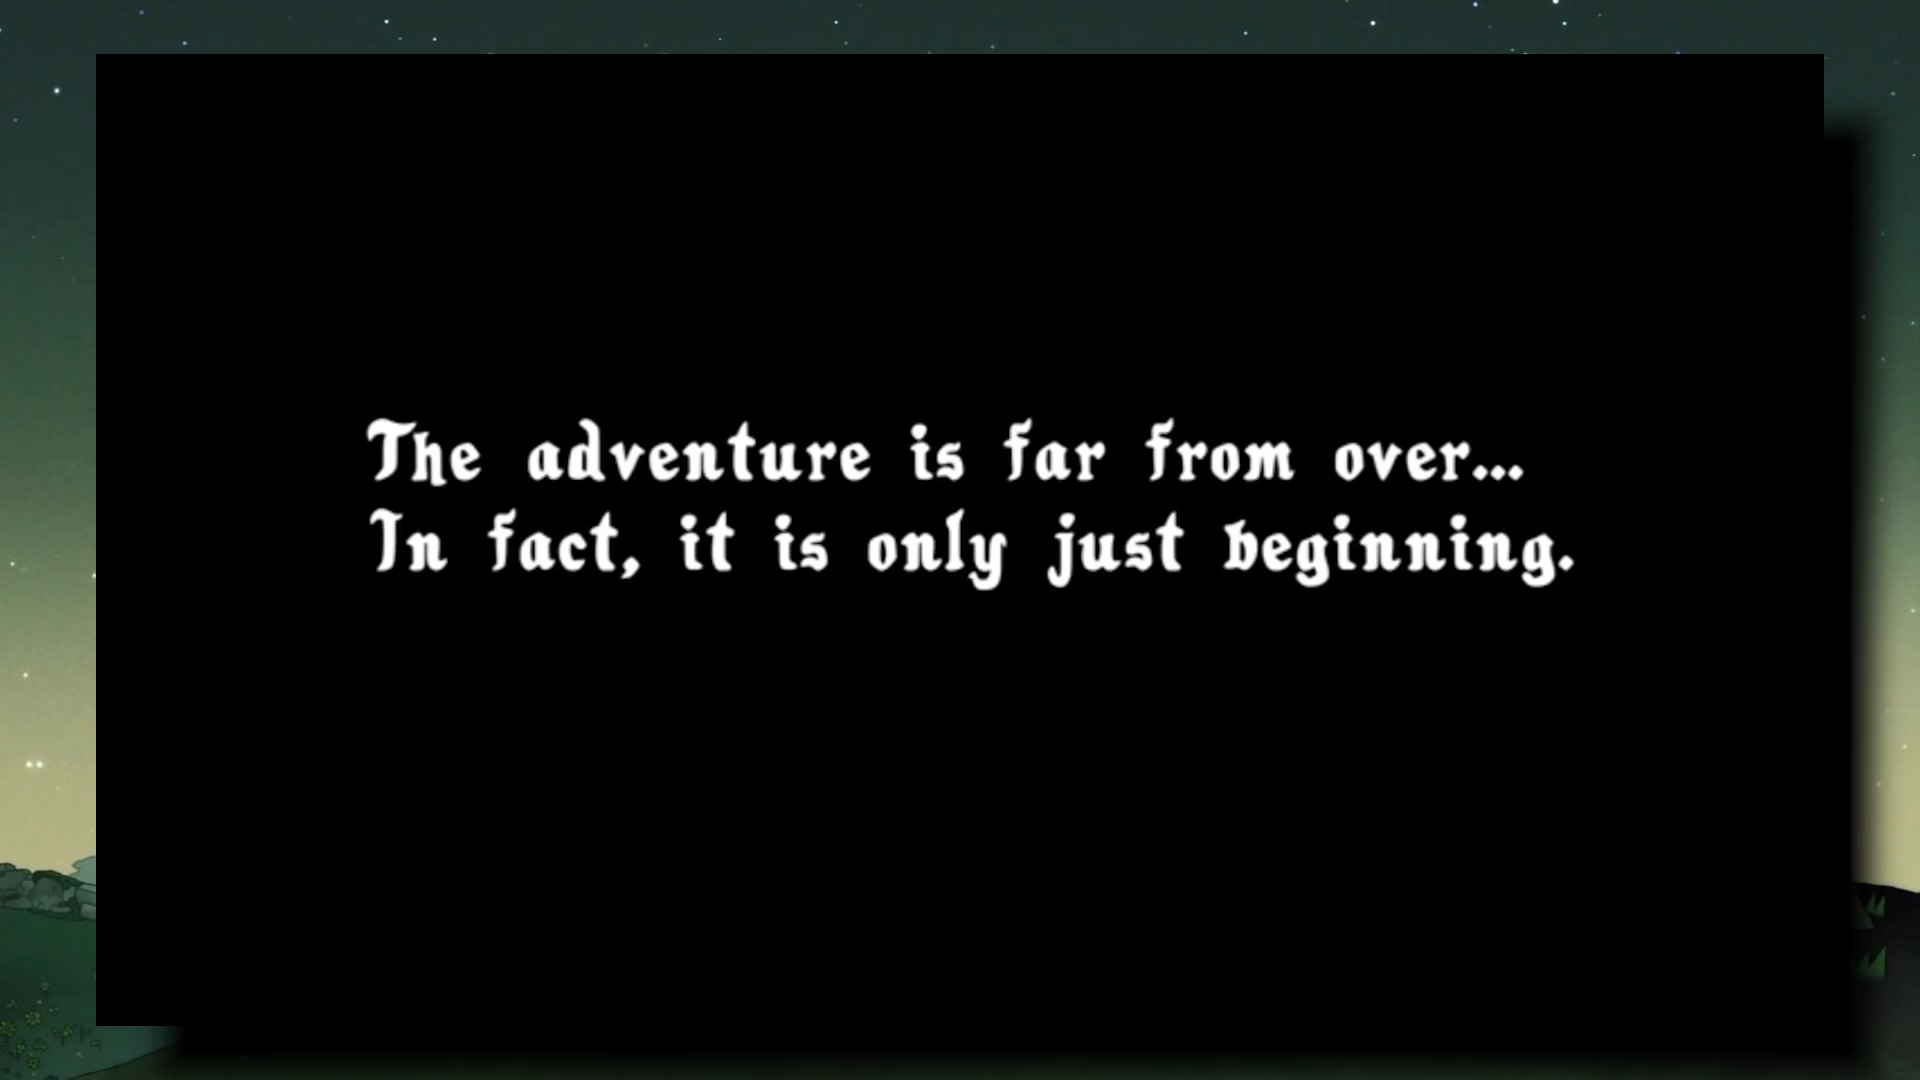 The adventure is far from over...
In fact, it is only just beginning.